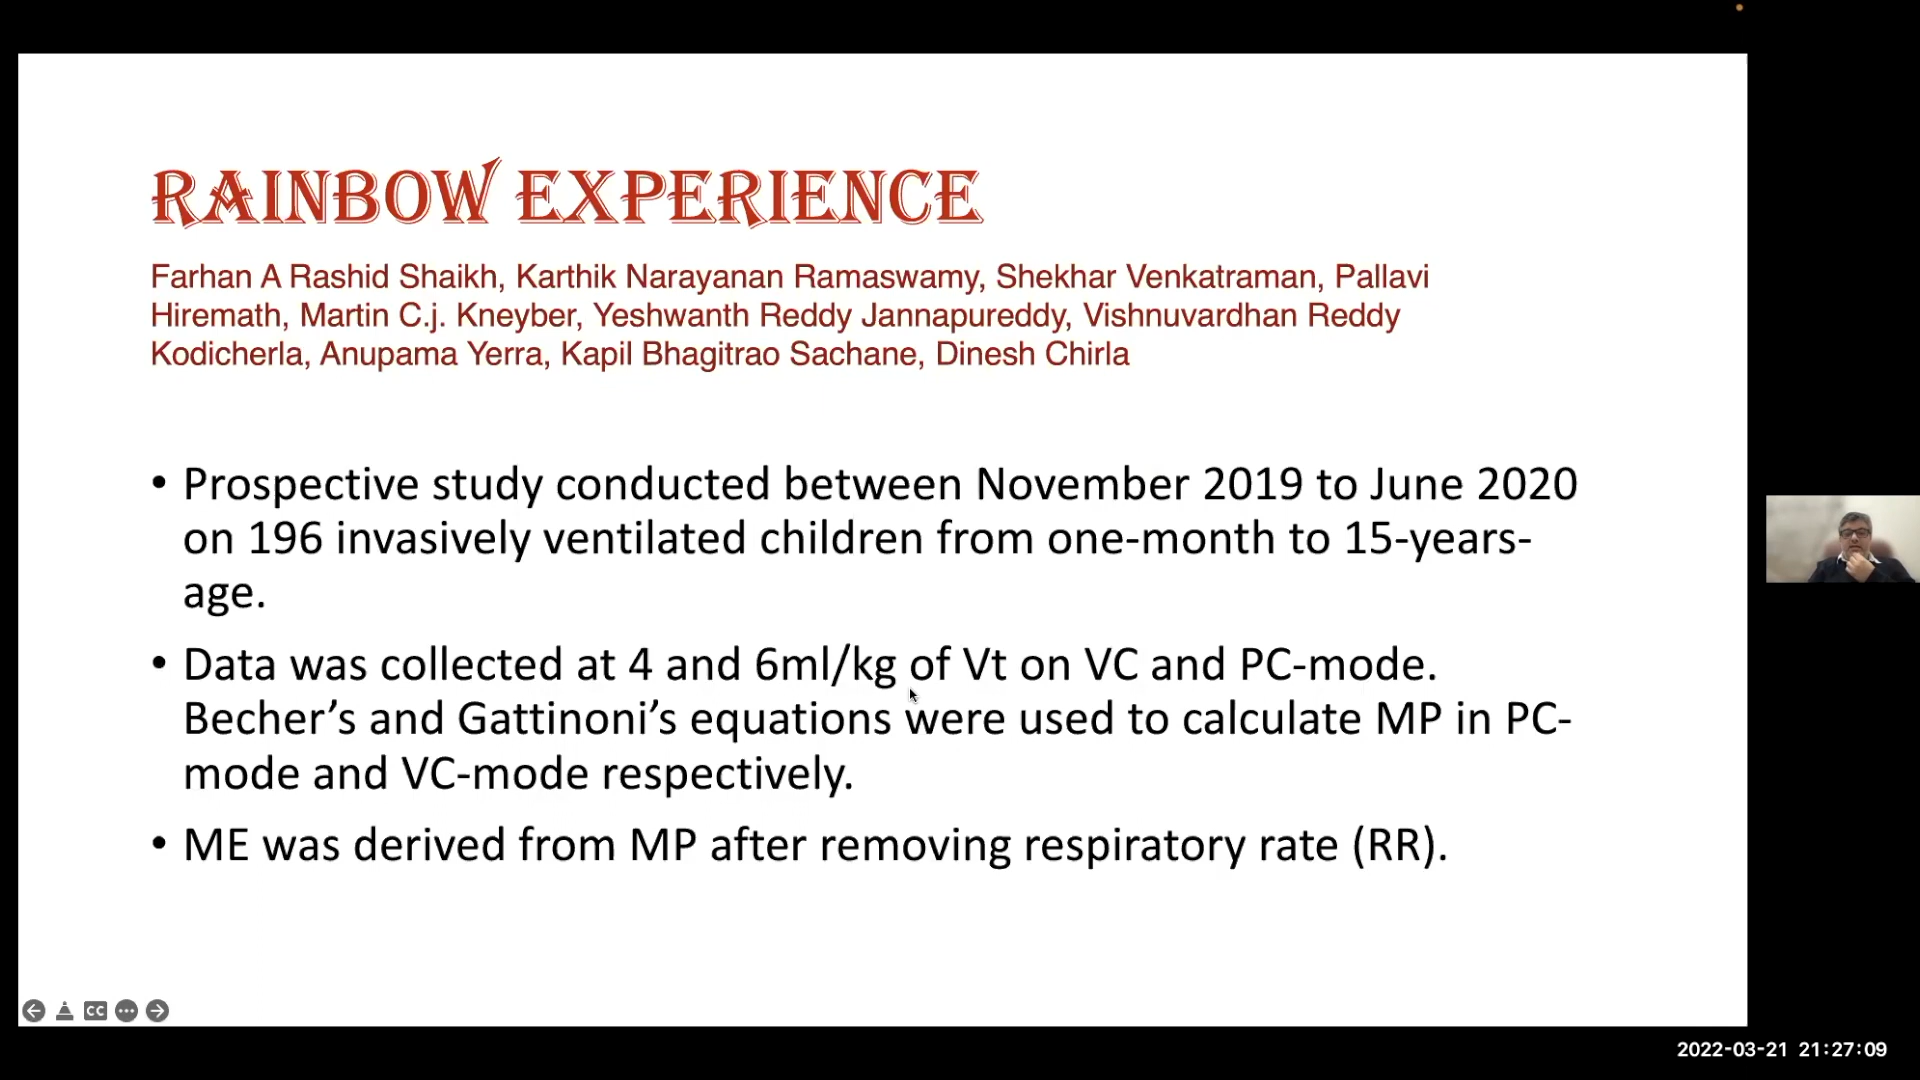 RAINBOW EXPERIENCE
Farhan A Rashid Shaikh, Karthik Narayanan Ramaswamy, Shekhar Venkatraman, Pallavi
Hiremath, Martin C.j. Kneyber, Yeshwanth Reddy Jannapureddy, Vishnuvardhan Reddy
Kodicherla, Anupama Yerra, Kapil Bhagitrao Sachane, Dinesh Chirla
• Prospective study conducted between November 2019 to June 2020
on 196 invasively ventilated children from one-month to 15-years-
age.
• Data was collected at 4 and 6ml/kg of Vt on VC and PC-mode.
Becher’s and Gattinoni’s equations were used to calculate MP in PC-
mode and VC-mode respectively.
• ME was derived from MP after removing respiratory rate (RR).
CC
2022-03-21 21:27:09